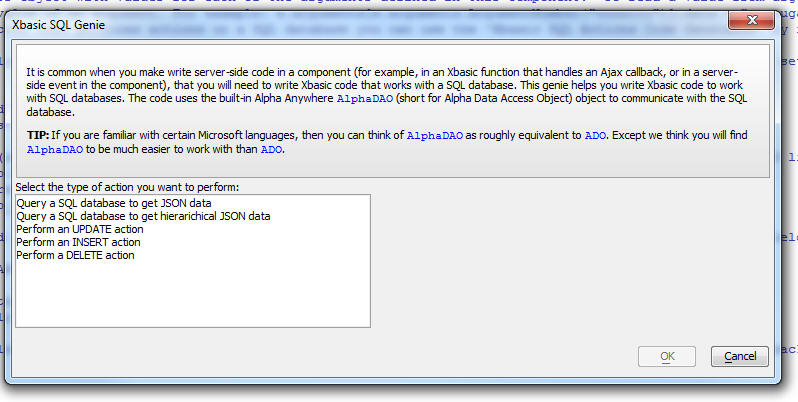 Xbasic SQL Genie
It is common when you make write server-side code in a component (for example, in an Xbasic function that handles an Ajax callback, or in a server-
side event in the component), that you will need to write Xbasic code that works with a SQL database. This genie helps you write Xbasic code to work
with SQL databases. The code uses the built-in Alpha Anywhere AlphaDAO (short for Alpha Data Access Object) object to communicate with the SQL
database.
TIP: If you are familiar with certain Microsoft languages, then you can think of AlphaDAO as roughly equivalent to ADO. Except we think you will find
AlphaDAO to be much easier to work with than ADO.
Select the type of action you want to perform:
Query a SQL database to get JSON data
Query a SQL database to get hierarichical JSON data
Perform an UPDATE action
Perform an INSERT action
Perform a DELETE action
OK
Cancel